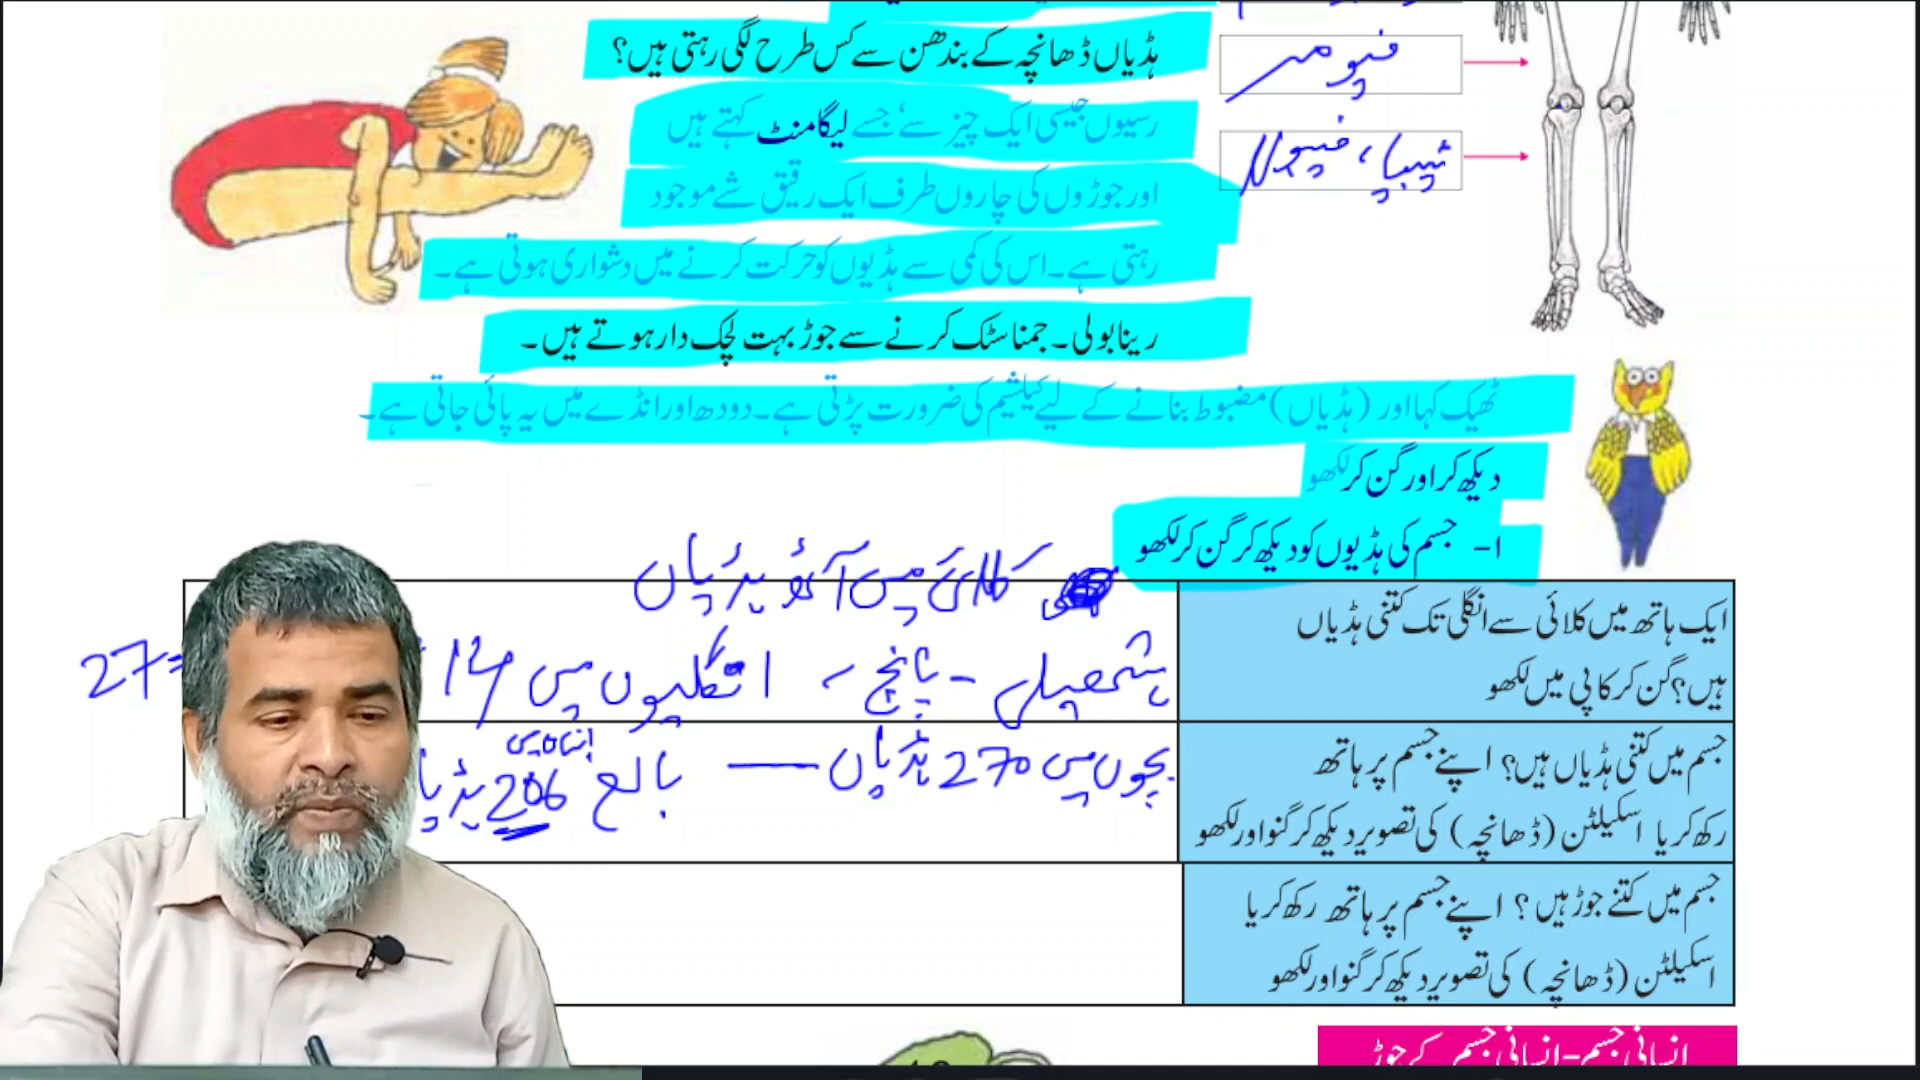 ہڈیاں ڈھانچہ کے بندھن سے کس طرح لگی رہتی ہیں؟
رسیوں جیسی ایک چیز سے جسے لیگامنٹ کہتے ہیں
اور جوڑوں کی چاروں طرف ایک رقیق شے موجود
رہتی ہے۔ اس کی کمی سے ہڈیوں کو حرکت کرنے میں دشواری ہوتی ہے۔
رینا بولی۔ جمناسٹک کرنے سے جوڑ بہت لچک دار ہوتے ہیں۔
ٹھیک کہا اور (ہڈیاں) مضبوط بنانے کے لیے کیلشیم کی ضرورت پڑتی ہے۔ دودھ اور انڈے میں یہ پائی جاتی ہے۔
فیومر
ٹیبیا، فیبولا
دیکھ کر اور گن کر لکھو
۱- جسم کی ہڈیوں کو دیکھ کر گن کر لکھو
ایک ہاتھ میں کلائی سے انگلی تک کتنی ہڈیاں
ہیں؟ گن کر کاپی میں لکھو
کلائی میں آٹھ ہڈیاں
ہتھیلی - پانچ - انگلیوں میں 14
27=
جسم میں کتنی ہڈیاں ہیں؟ اپنے جسم پر ہاتھ
رکھ کر یا اسکیلٹن (ڈھانچہ) کی تصویر دیکھ کر گنو اور لکھو
بچوں میں 270 ہڈیاں — بالغ 206
جسم میں کتنے جوڑ ہیں؟ اپنے جسم پر ہاتھ رکھ کر یا
اسکیلٹن (ڈھانچہ) کی تصویر دیکھ کر گنو اور لکھو
انسانی جسم-انسانی جسم کے جوڑ